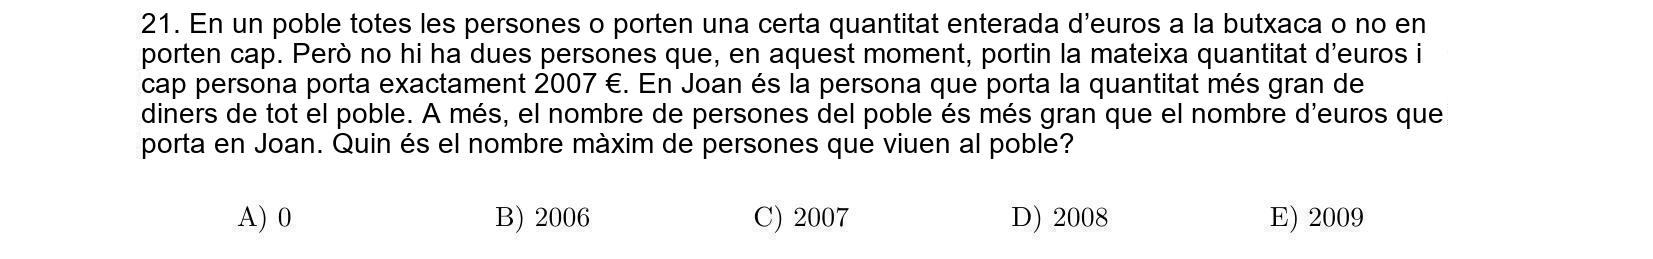 21. En un poble totes les persones o porten una certa quantitat enterada d’euros a la butxaca o no en
porten cap. Però no hi ha dues persones que, en aquest moment, portin la mateixa quantitat d’euros i
cap persona porta exactament 2007 €. En Joan és la persona que porta la quantitat més gran de
diners de tot el poble. A més, el nombre de persones del poble és més gran que el nombre d’euros que
porta en Joan. Quin és el nombre màxim de persones que viuen al poble?
A) 0 B) 2006 C) 2007 D) 2008 E) 2009